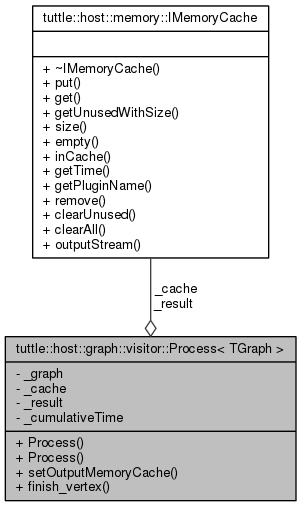 tuttle::host::memory::IMemoryCache
+ ~IMemoryCache()
+ put()
+ get()
+ getUnusedWithSize()
+ size()
+ empty()
+ inCache()
+ getTime()
+ getPluginName()
+ remove()
+ clearUnused()
+ clearAll()
+ outputStream()
_cache
_result
tuttle::host::graph::visitor::Process< TGraph >
- _graph
- _cache
- _result
- _cumulativeTime
+ Process()
+ Process()
+ setOutputMemoryCache()
+ finish_vertex()